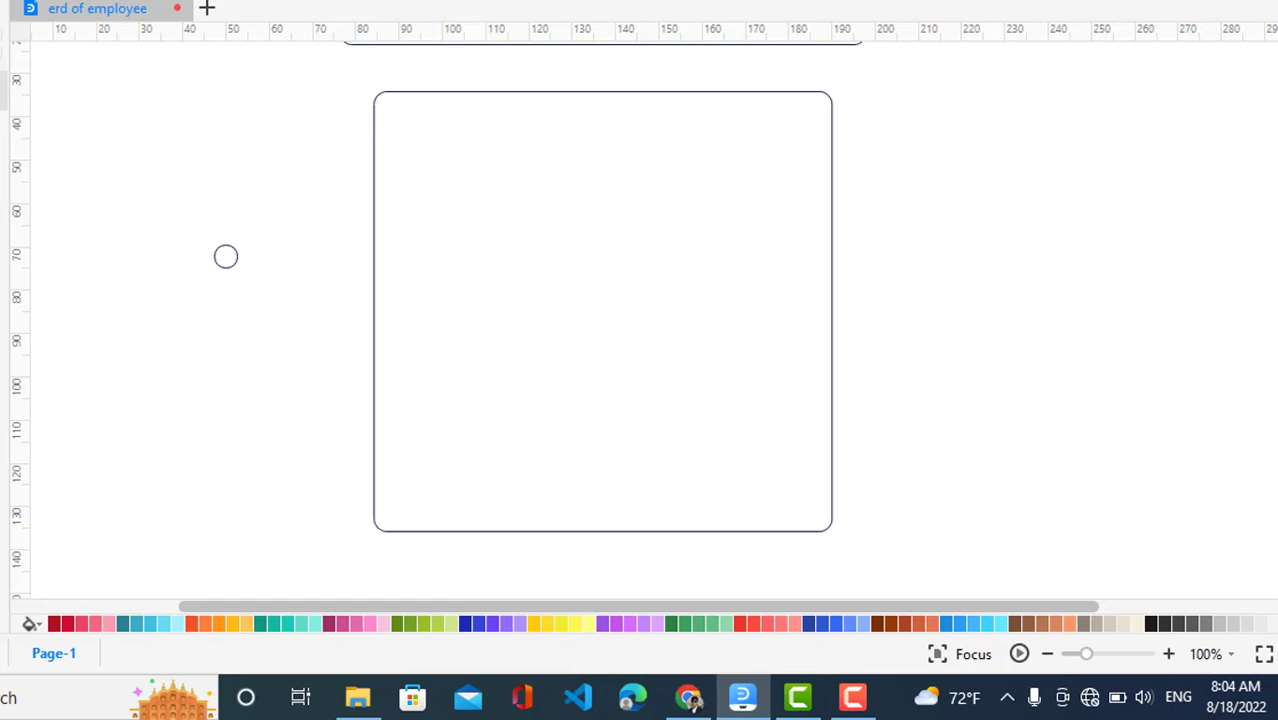 erd of employee
10 20 30 40 50 60 70 80 90 100 110 120 130 140 150 160 170 180 190 200 210 220 230 240 250 260 270 280
30
40
50
60
70
80
90
100
110
120
130
140
Page-1
Focus
100%
ch
72°F
ENG
8:04 AM
8/18/2022